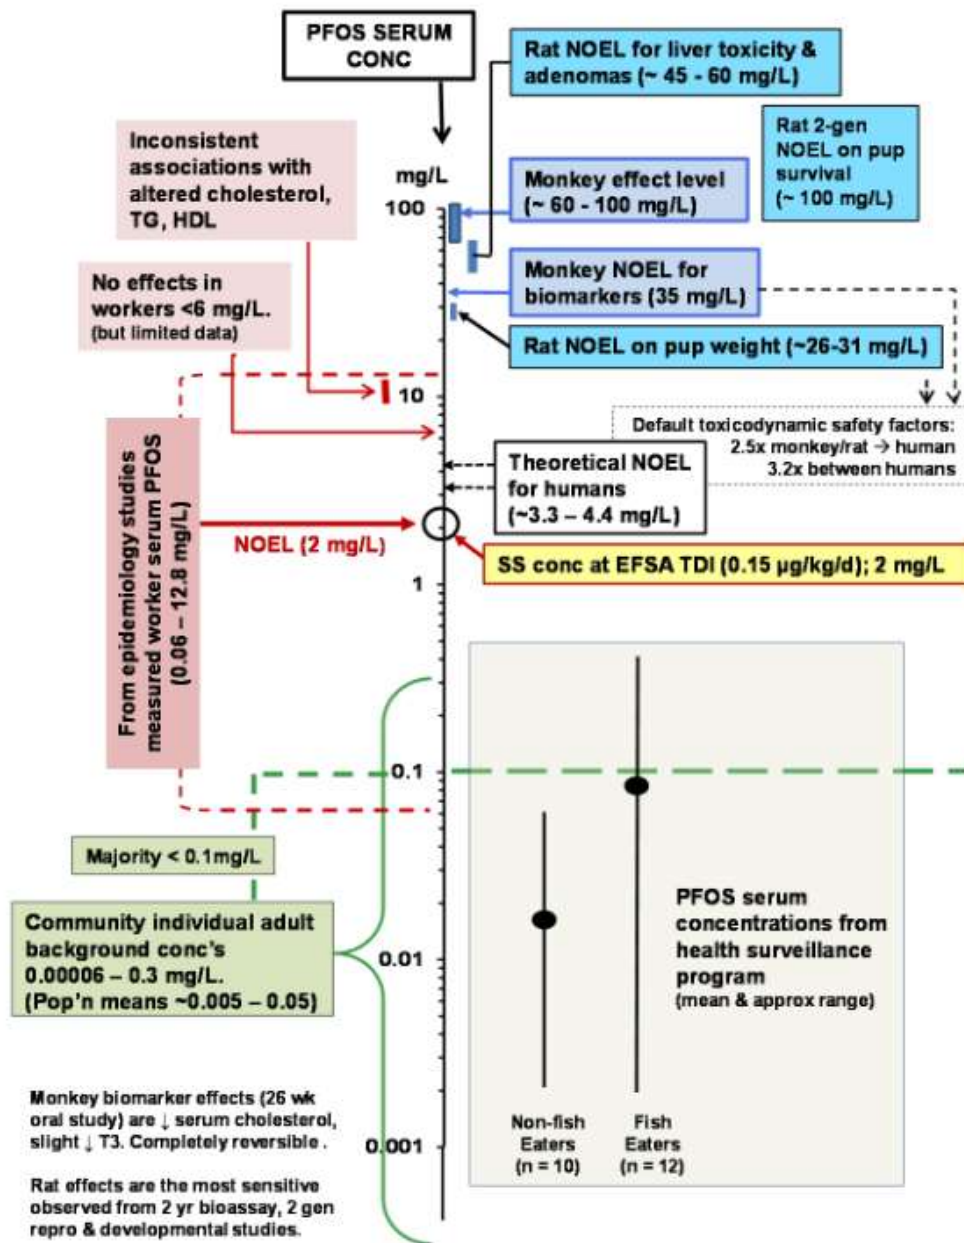 PFOS SERUM
CONC
Rat NOEL for liver toxicity &
adenomas (~ 45 - 60 mg/L)
Rat 2-gen
NOEL on pup
survival
(~ 100 mg/L)
Inconsistent
associations with
altered cholesterol,
TG, HDL
mg/L
Monkey effect level
(~ 60 - 100 mg/L)
100
No effects in
workers <6 mg/L.
(but limited data)
Monkey NOEL for
biomarkers (35 mg/L)
Rat NOEL on pup weight (~26-31 mg/L)
10
Default toxicodynamic safety factors:
2.5x monkey/rat → human
3.2x between humans
Theoretical NOEL
for humans
(~3.3 – 4.4 mg/L)
From epidemiology studies
measured worker serum PFOS
(0.06 – 12.8 mg/L)
NOEL (2 mg/L)
SS conc at EFSA TDI (0.15 µg/kg/d); 2 mg/L
1
0.1
Majority < 0.1mg/L
Community individual adult
background conc's
0.00006 – 0.3 mg/L.
(Pop'n means ~0.005 – 0.05)
0.01
PFOS serum
concentrations from
health surveillance
program
(mean & approx range)
Monkey biomarker effects (26 wk
oral study) are ↓ serum cholesterol,
slight ↓ T3. Completely reversible .
0.001
Non-fish
Eaters
(n = 10)
Fish
Eaters
(n = 12)
Rat effects are the most sensitive
observed from 2 yr bioassay, 2 gen
repro & developmental studies.